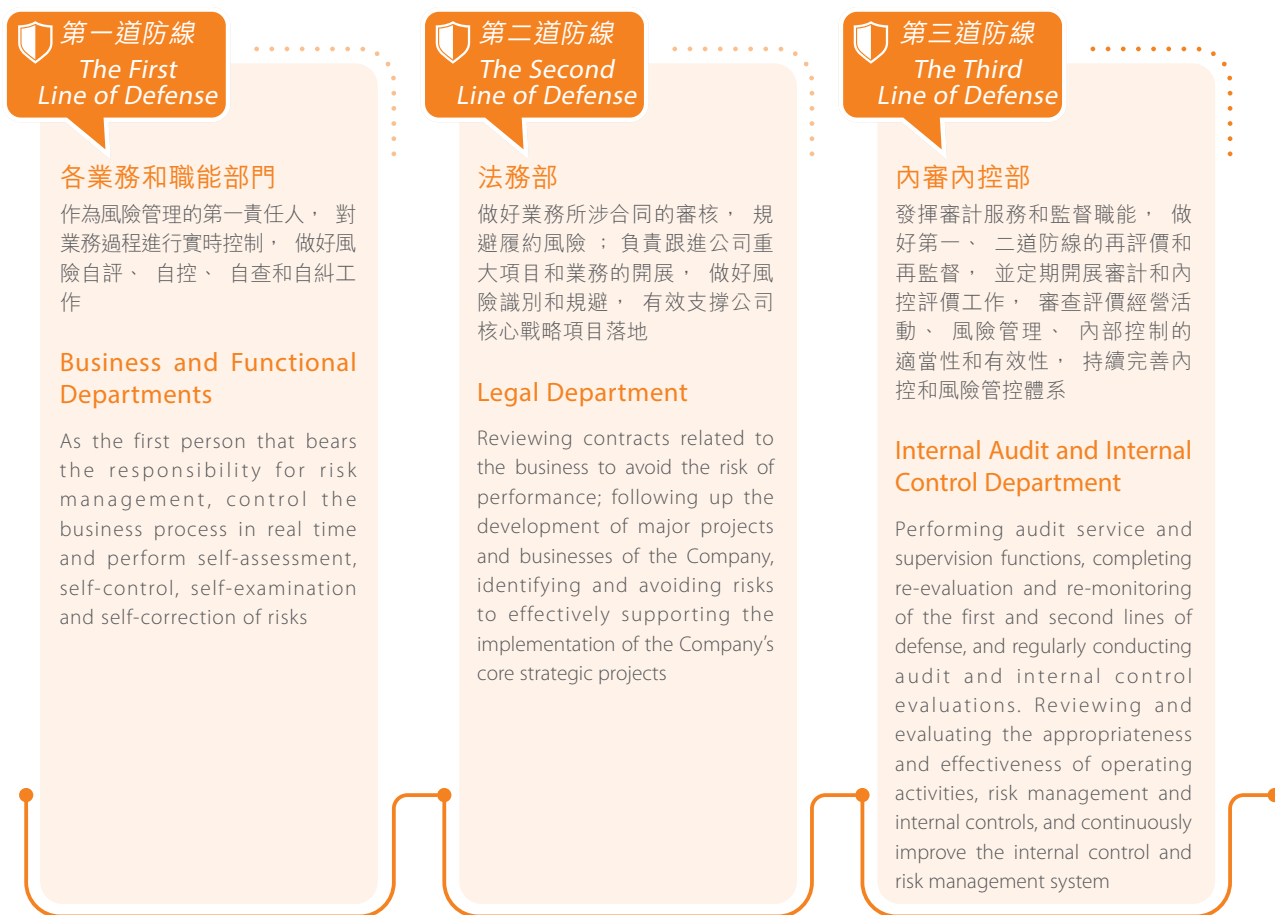 第一道防線
The First
Line of Defense
各業務和職能部門
作為風險管理的第一責任人， 對
業務過程進行實時控制， 做好風
險自評、 自控、 自查和自糾工
作
Business and Functional
Departments
As the first person that bears
the responsibility for risk
management, control the
business process in real time
and perform self-assessment,
self-control, self-examination
and self-correction of risks
第二道防線
The Second
Line of Defense
法務部
做好業務所涉合同的審核， 規
避履約風險 ；負責跟進公司重
大項目和業務的開展， 做好風
險識別和規避， 有效支撐公司
核心戰略項目落地
Legal Department
Reviewing contracts related to
the business to avoid the risk of
performance; following up the
development of major projects
and businesses of the Company,
identifying and avoiding risks
to effectively supporting the
implementation of the Company's
core strategic projects
第三道防線
The Third
Line of Defense
內審內控部
發揮審計服務和監督職能， 做
好第一、 二道防線的再評價和
再監督， 並定期開展審計和內
控評價工作， 審查評價經營活
動、 風險管理、 內部控制的
適當性和有效性， 持續完善內
控和風險管控體系
Internal Audit and Internal
Control Department
Performing audit service and
supervision functions, completing
re-evaluation and re-monitoring
of the first and second lines of
defense, and regularly conducting
audit and internal control
evaluations. Reviewing and
evaluating the appropriateness
and effectiveness of operating
activities, risk management and
internal controls, and continuously
improve the internal control and
risk management system